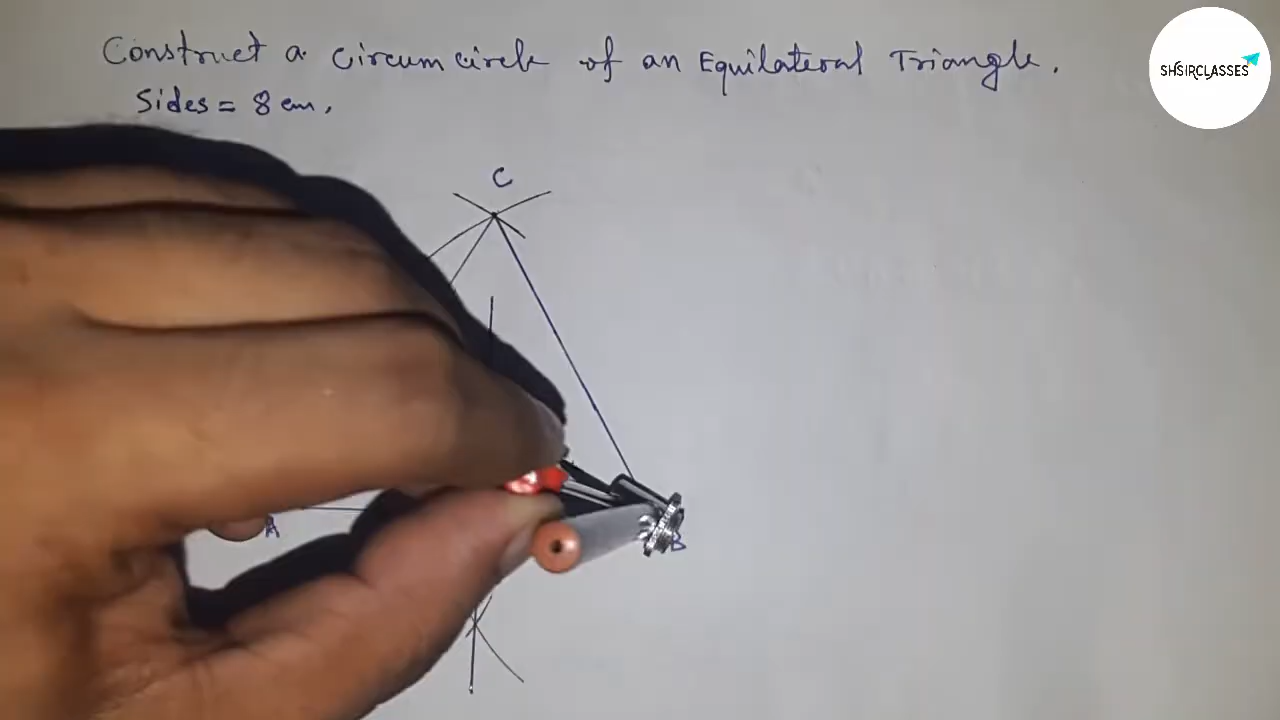 Construct a circumcircle of an Equilateral Triangle.
Sides = 8 cm.
SHSIRCLASSES
C
A
B